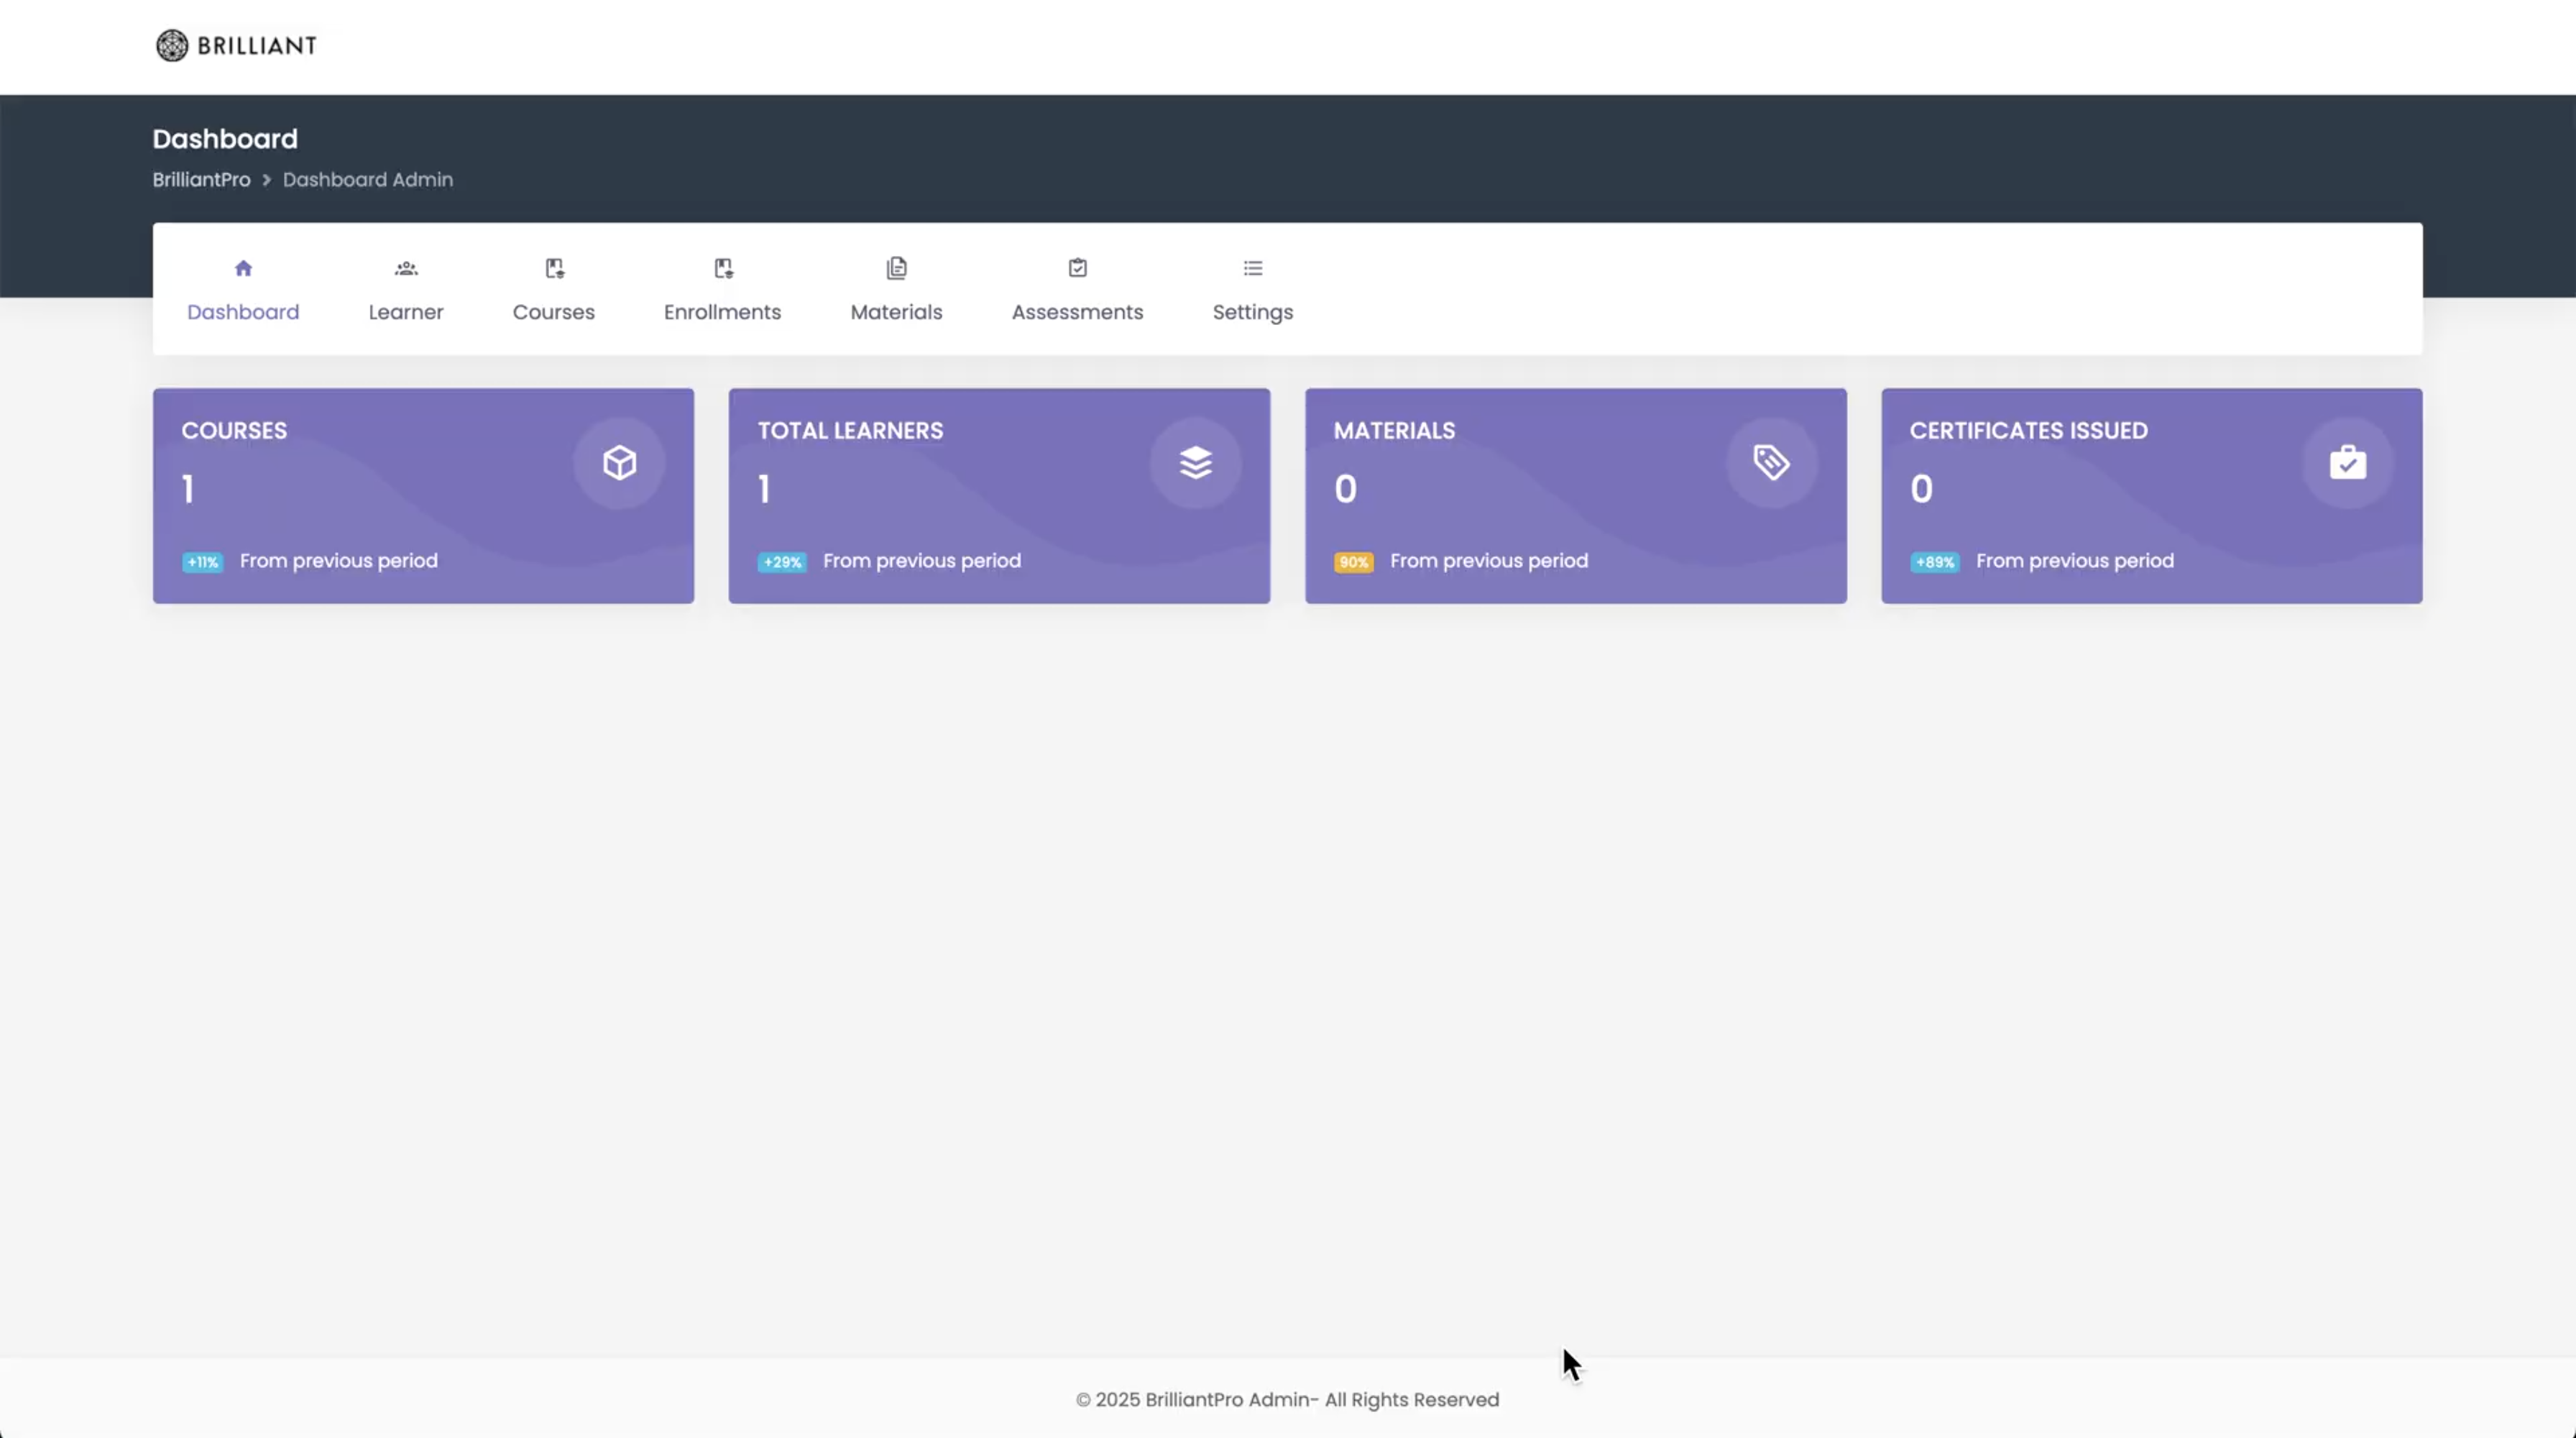 BRILLIANT
Dashboard
BrilliantPro > Dashboard Admin
Dashboard
Learner
Courses
Enrollments
Materials
Assessments
Settings
COURSES
1
+11% From previous period
TOTAL LEARNERS
1
+29% From previous period
MATERIALS
0
90% From previous period
CERTIFICATES ISSUED
0
+89% From previous period
© 2025 BrilliantPro Admin- All Rights Reserved